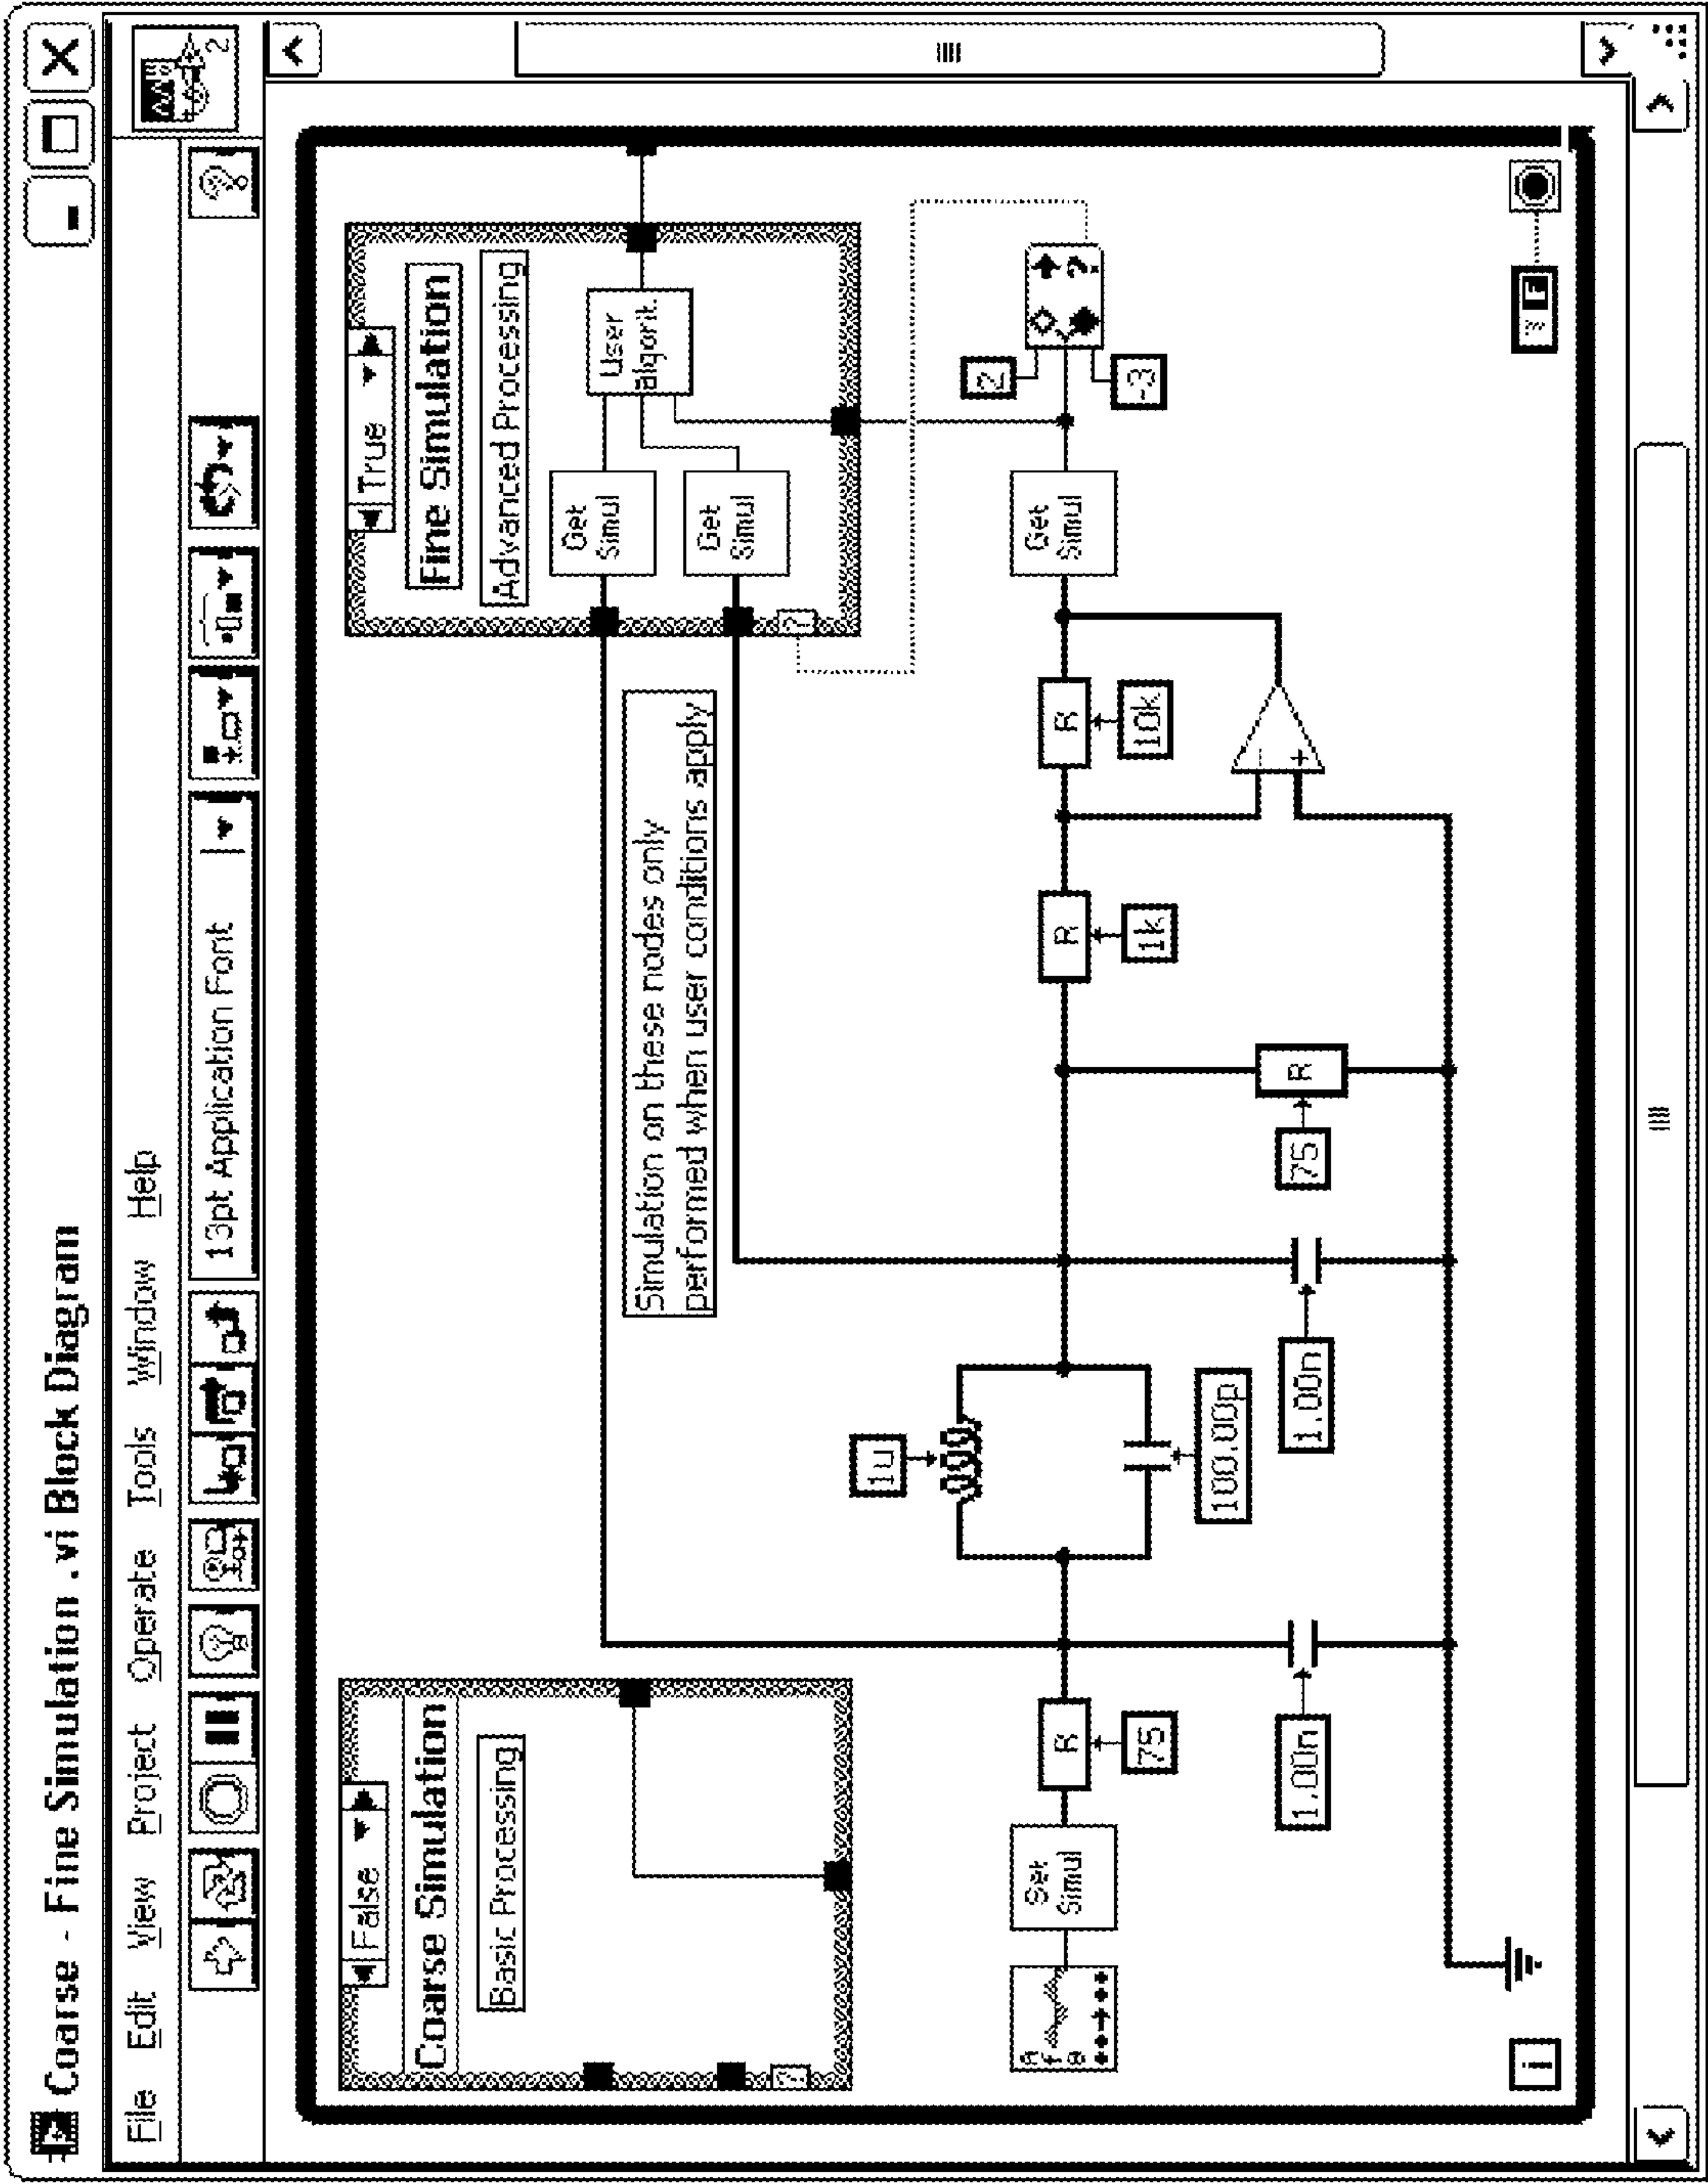 Coarse - Fine Simulation .vi Block Diagram
File Edit View Project Operate Tools Window Help
13pt Application Font
2
False
Coarse Simulation
Basic Processing
True
Fine Simulation
Advanced Processing
Get
Simul
Get
Simul
User
algorit.
?
Simulation on these nodes only
performed when user conditions apply
Set
Simul
R
75
1u
100.00p
1.00n
1.00n
R
75
R
1k
R
10k
-
+
Get
Simul
2
-3
?
i